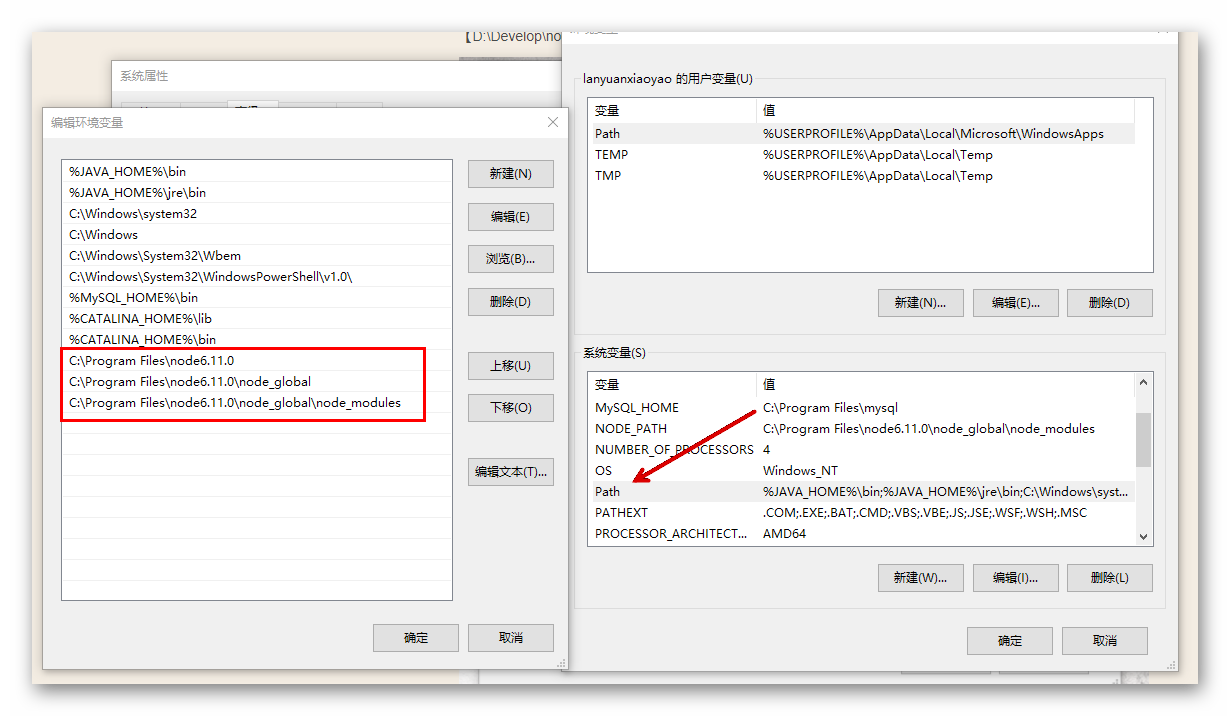 【D:\Develop\no
系统属性
编辑环境变量
%JAVA_HOME%\bin
%JAVA_HOME%\jre\bin
C:\Windows\system32
C:\Windows
C:\Windows\System32\Wbem
C:\Windows\System32\WindowsPowerShell\v1.0\
%MySQL_HOME%\bin
%CATALINA_HOME%\lib
%CATALINA_HOME%\bin
C:\Program Files\node6.11.0
C:\Program Files\node6.11.0\node_global
C:\Program Files\node6.11.0\node_global\node_modules
新建(N)
编辑(E)
浏览(B)...
删除(D)
上移(U)
下移(O)
编辑文本(T)...
确定
取消
lanyuanxiaoyao 的用户变量(U)
变量 值
Path %USERPROFILE%\AppData\Local\Microsoft\WindowsApps
TEMP %USERPROFILE%\AppData\Local\Temp
TMP %USERPROFILE%\AppData\Local\Temp
新建(N)... 编辑(E)... 删除(D)
系统变量(S)
变量 值
MySQL_HOME C:\Program Files\mysql
NODE_PATH C:\Program Files\node6.11.0\node_global\node_modules
NUMBER_OF_PROCESSORS 4
OS Windows_NT
Path %JAVA_HOME%\bin;%JAVA_HOME%\jre\bin;C:\Windows\syst...
PATHEXT .COM;.EXE;.BAT;.CMD;.VBS;.VBE;.JS;.JSE;.WSF;.WSH;.MSC
PROCESSOR_ARCHITECT... AMD64
新建(W)... 编辑(I)... 删除(L)
确定 取消